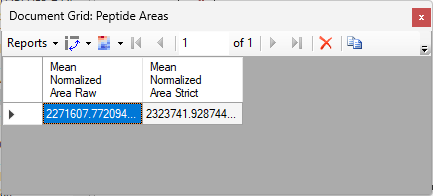 Document Grid: Peptide Areas
Reports 1 of 1
Mean Normalized Area Raw
Mean Normalized Area Strict
2271607.772094... 2323741.928744...